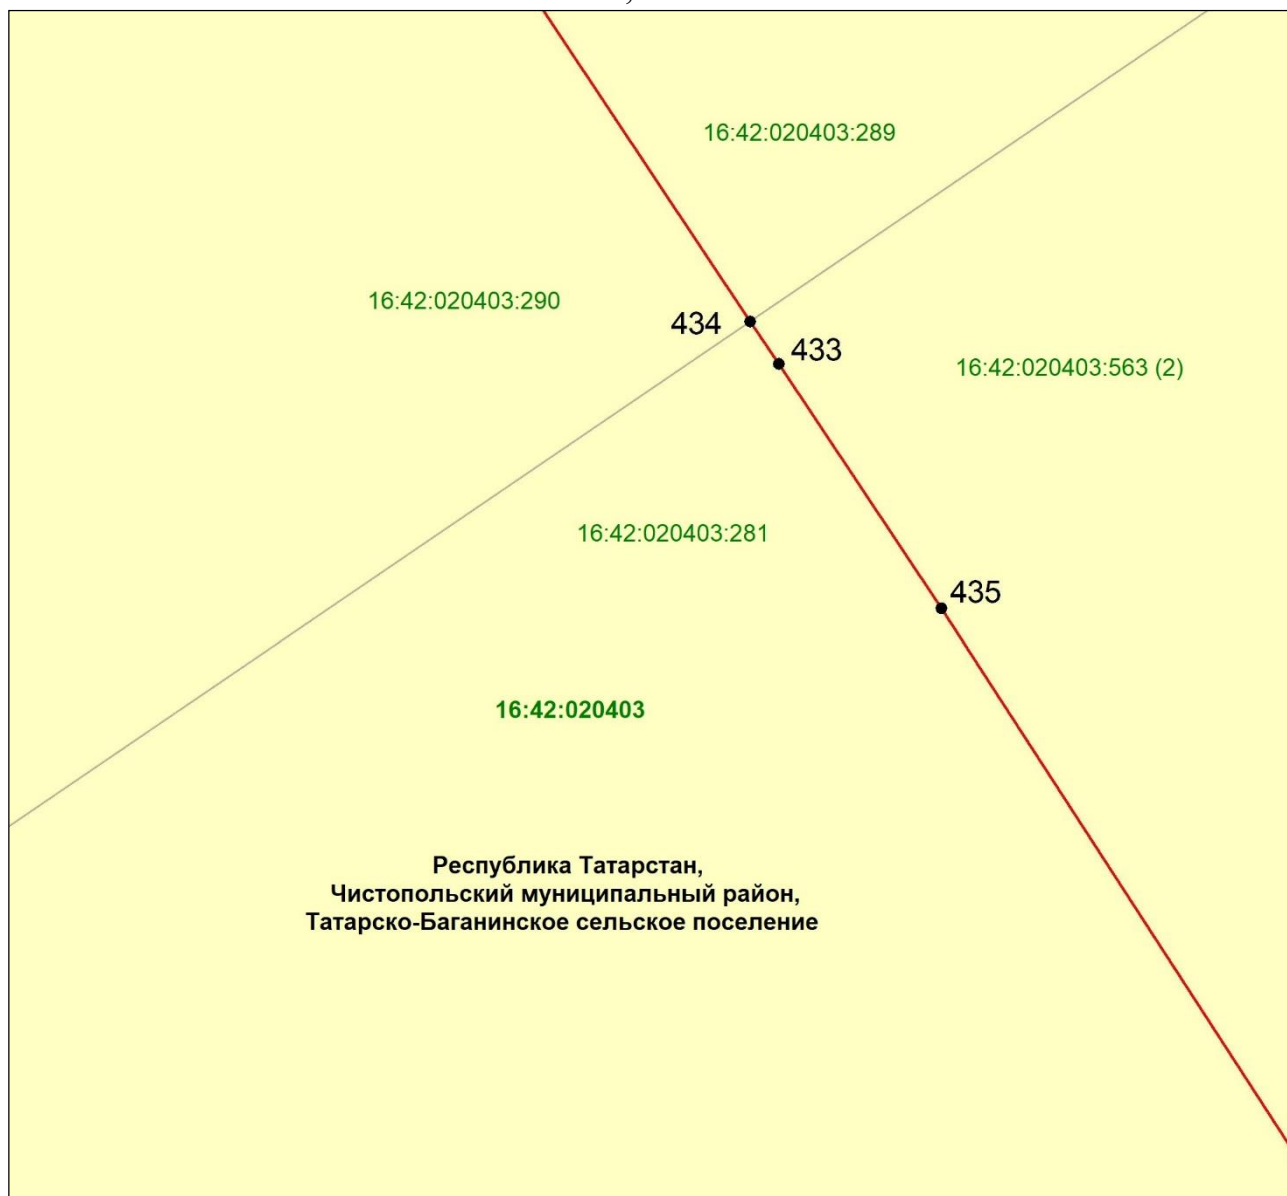 16:42:020403:289
16:42:020403:290
434
433
16:42:020403:563 (2)
16:42:020403:281
435
16:42:020403
Республика Татарстан,
Чистопольский муниципальный район,
Татарско-Баганинское сельское поселение